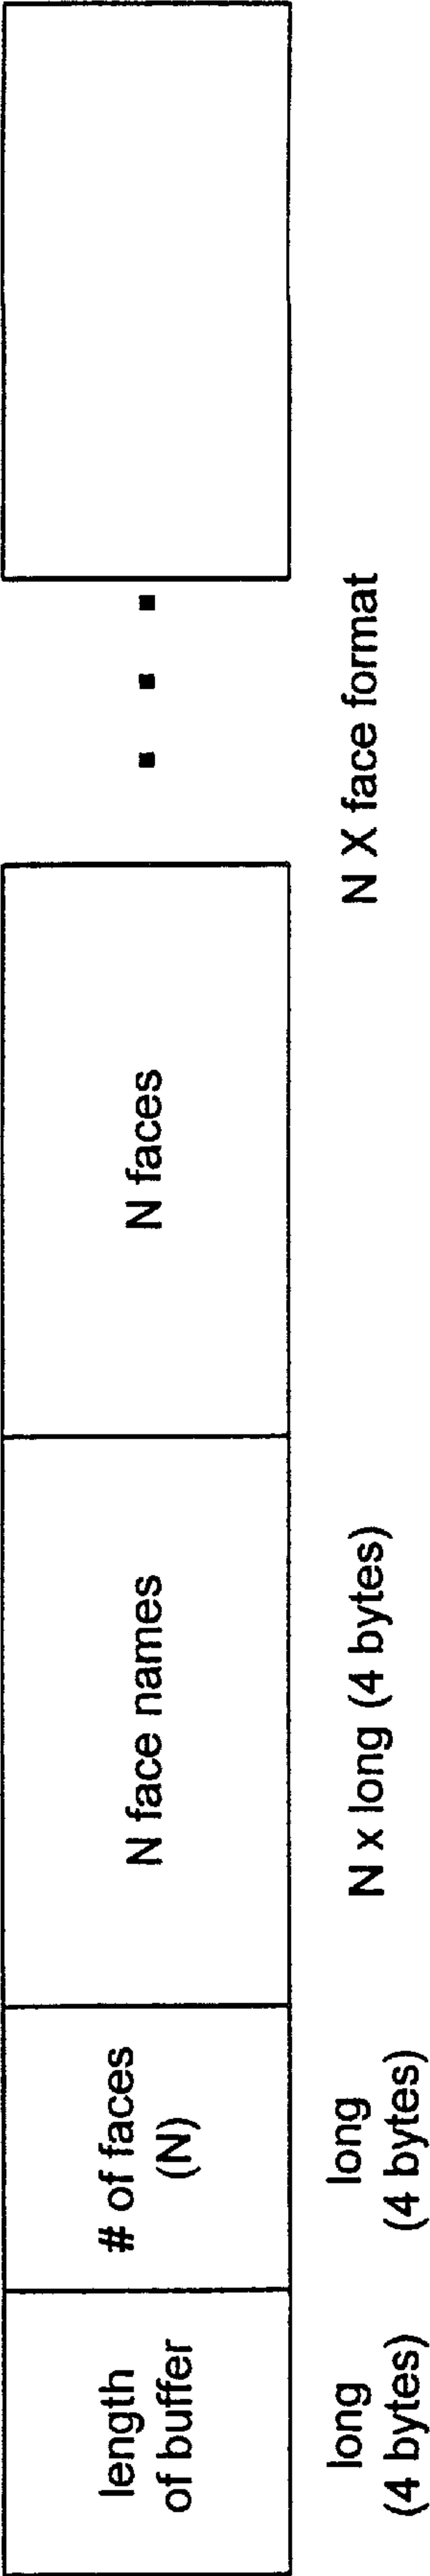 length
of buffer
# of faces
(N)
N face names
N faces
long
(4 bytes)
long
(4 bytes)
N x long (4 bytes)
N X face format